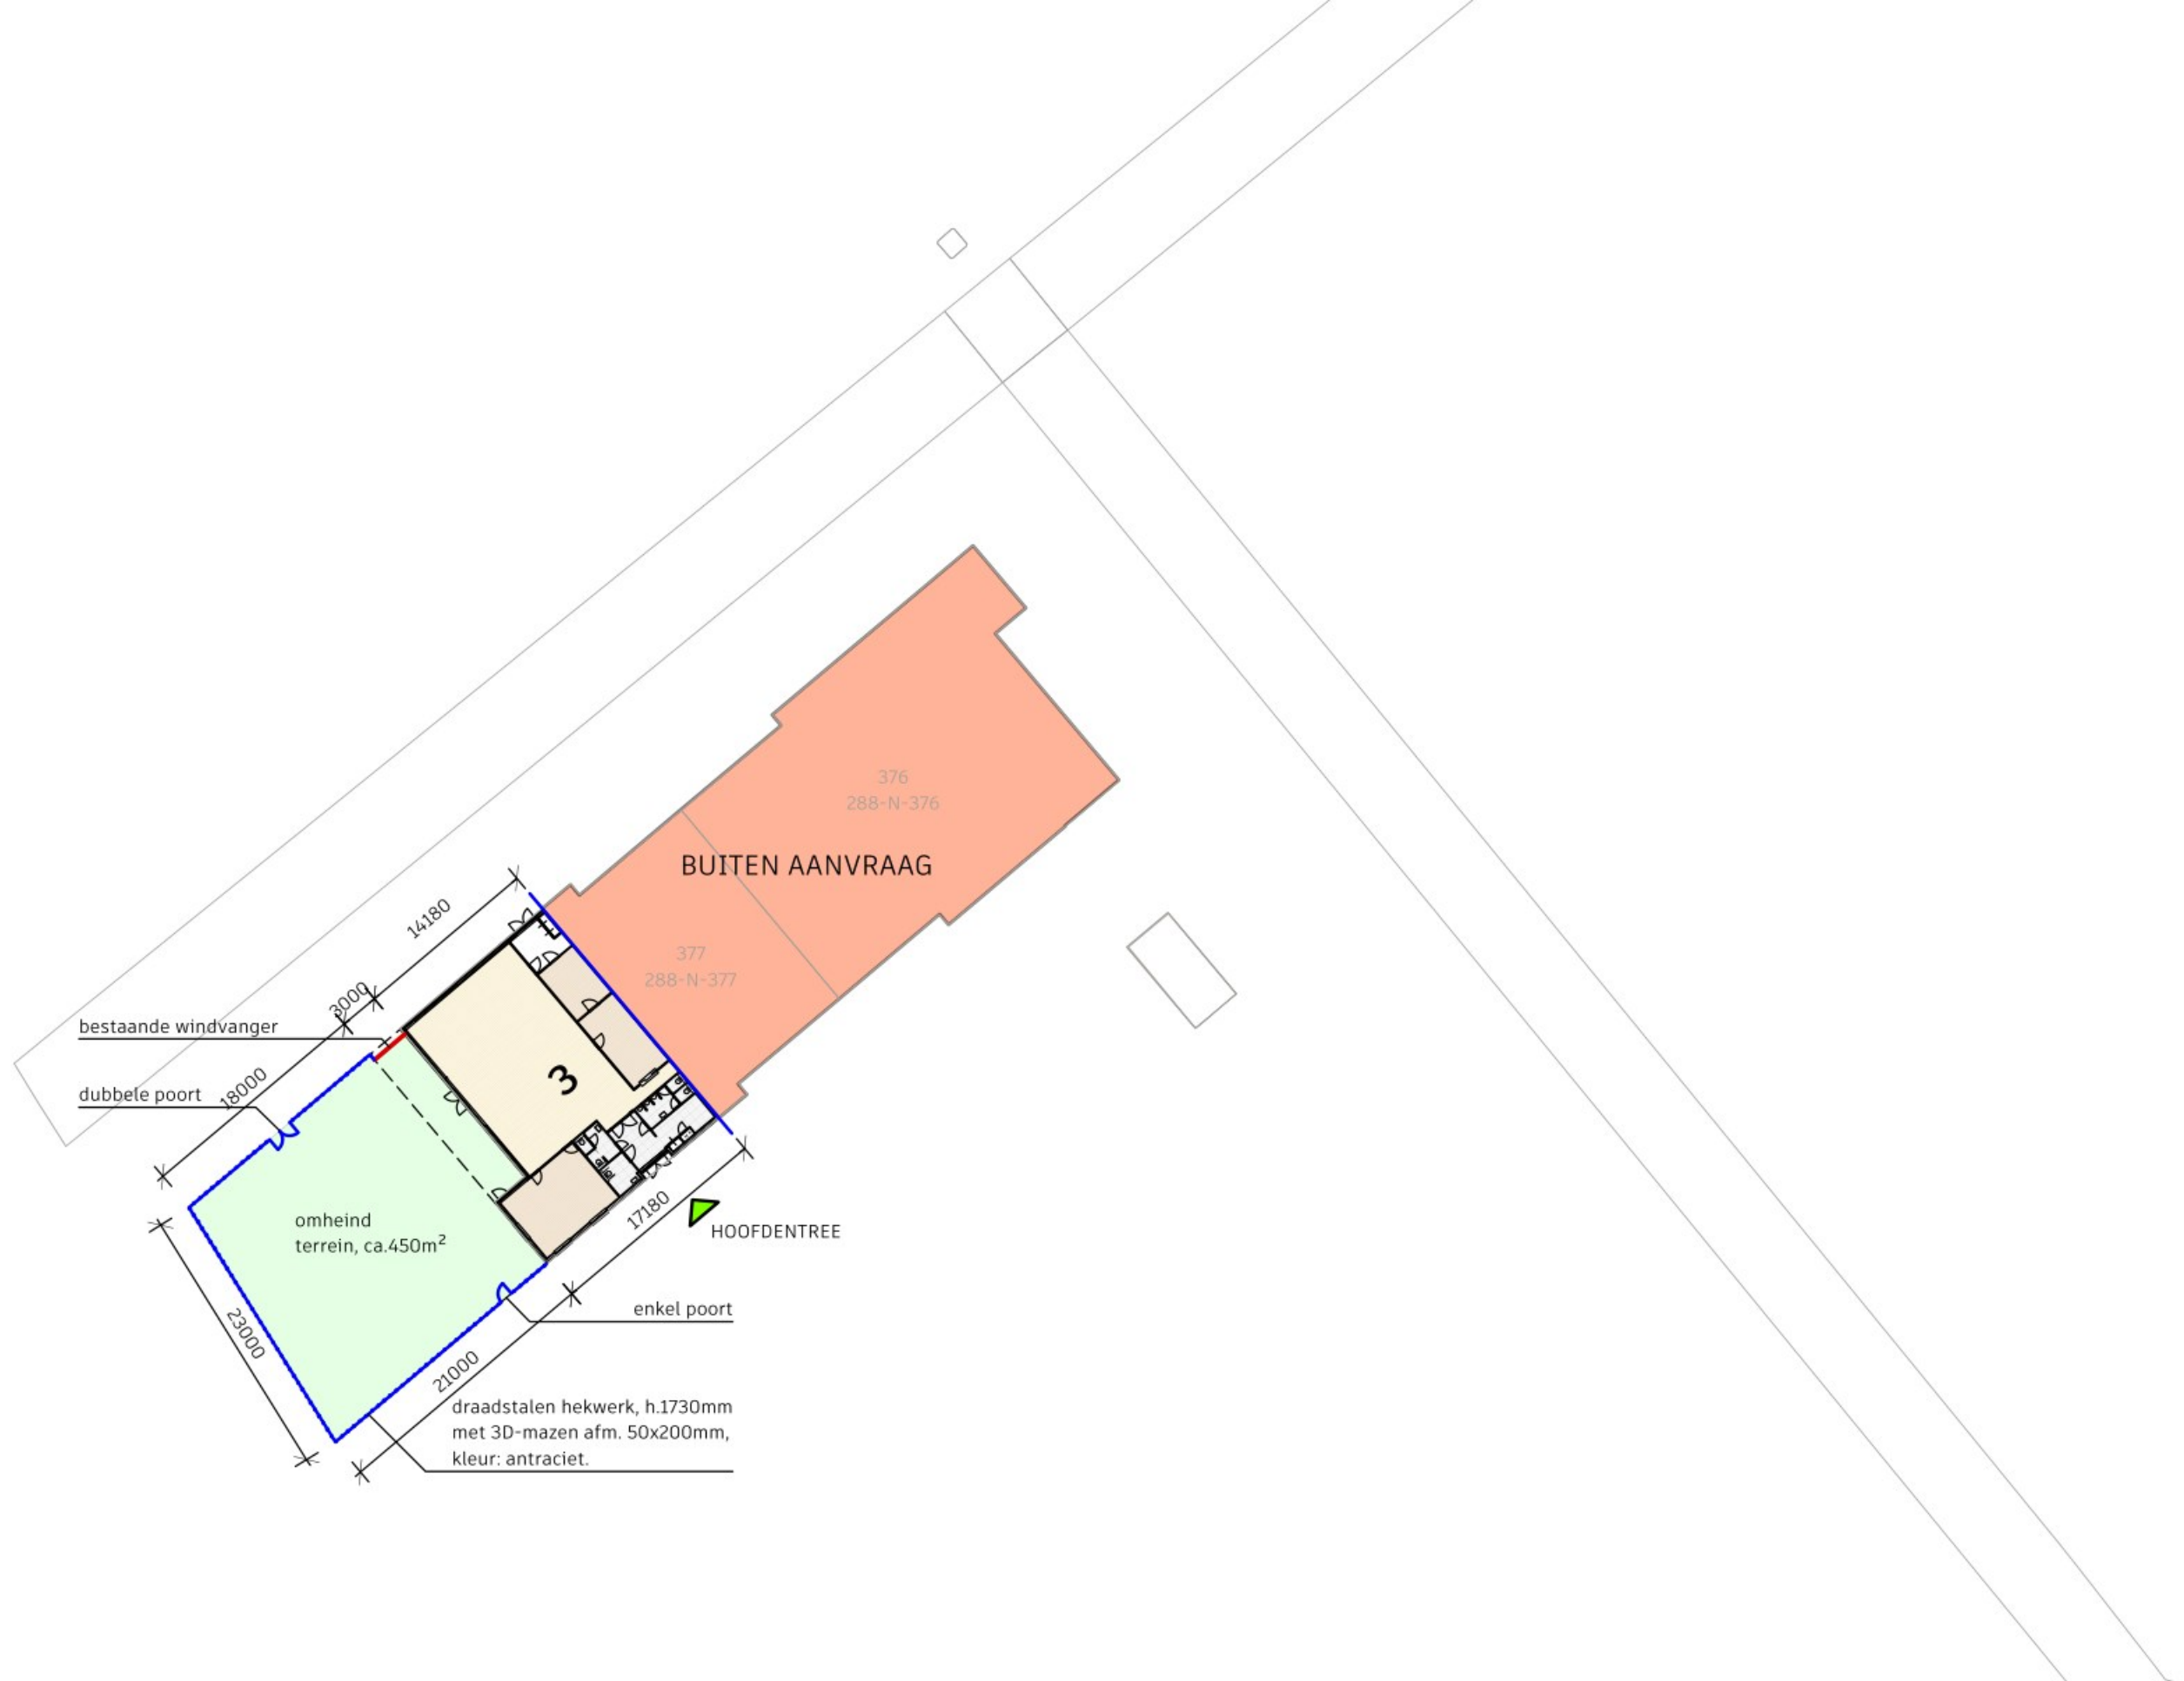 376
288-N-376
BUITEN AANVRAAG
377
288-N-377
14180
3000
bestaande windvanger
18000
dubbele poort
3
17180
HOOFDENTREE
omheind
terrein, ca.450m²
enkel poort
23000
21000
draadstalen hekwerk, h.1730mm
met 3D-mazen afm. 50x200mm,
kleur: antraciet.